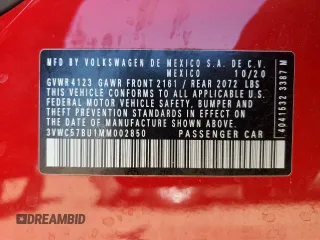 MFD BY VOLKSWAGEN DE MEXICO S.A. DE C.V.
MEXICO 10/20
GVWR4123 GAWR FRONT 2161 / REAR 2072 LBS
THIS VEHICLE CONFORMS TO ALL APPLICABLE
FEDERAL MOTOR VEHICLE SAFETY, BUMPER AND
THEFT PREVENTION STANDARDS IN EFFECT ON
THE DATE OF MANUFACTURE SHOWN ABOVE
3VWC57BU1MM002850 PASSENGER CAR
4041532 3387 M
DREAMBID